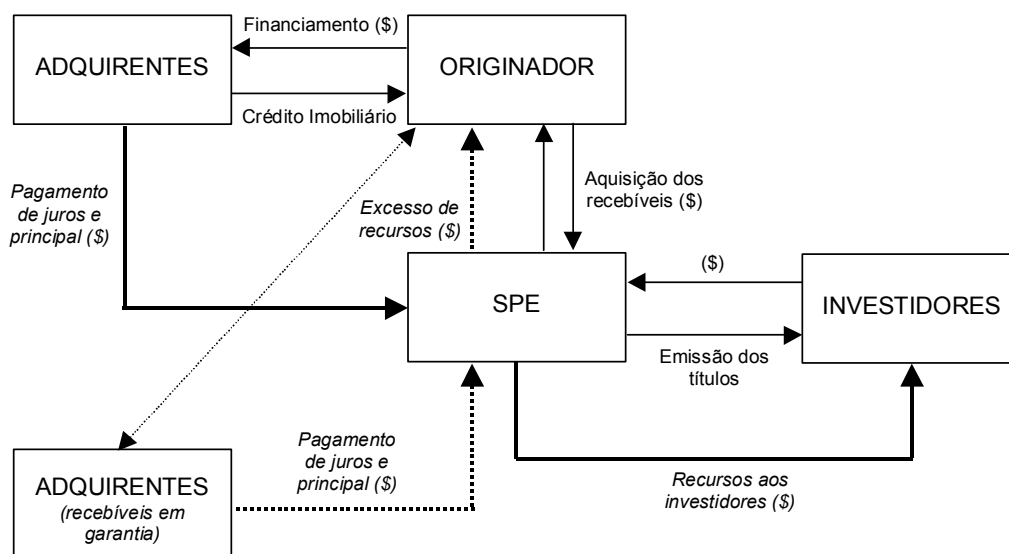 Financiamento ($)
ADQUIRENTES
ORIGINADOR
Crédito Imobiliário
Pagamento
de juros e
principal ($)
Excesso de
recursos ($)
Aquisição dos
recebíveis ($)
($)
SPE
INVESTIDORES
Emissão dos
títulos
Pagamento
de juros e
principal ($)
ADQUIRENTES
(recebíveis em
garantia)
Recursos aos
investidores ($)